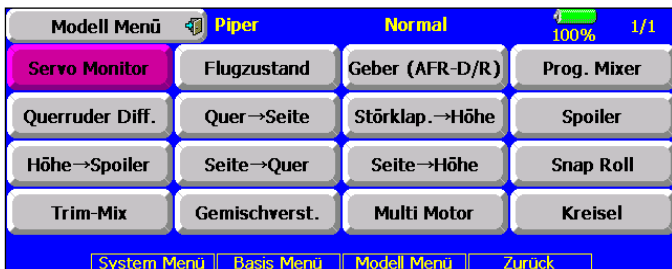 Modell Menü Piper Normal 100% 1/1
Servo Monitor Flugzustand Geber (AFR-D/R) Prog. Mixer
Querruder Diff. Quer→Seite Störklap.→Höhe Spoiler
Höhe→Spoiler Seite→Quer Seite→Höhe Snap Roll
Trim-Mix Gemischverst. Multi Motor Kreisel
System Menü Basis Menü Modell Menü Zurück